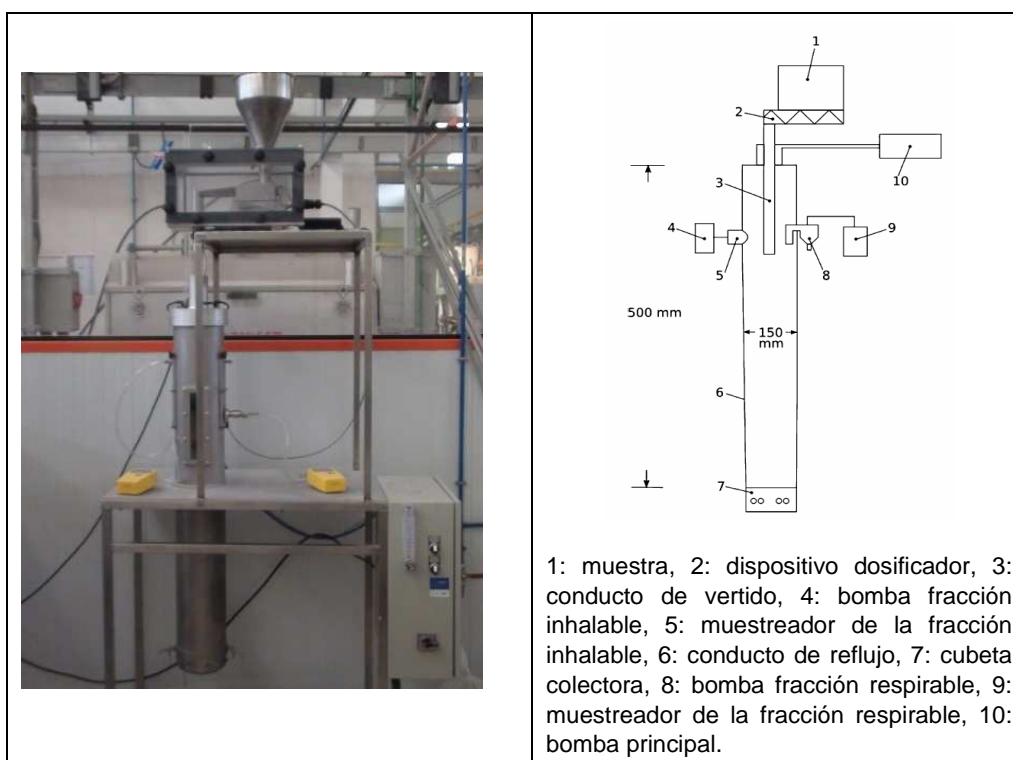 1
2
10
3
4
5
8
9
500 mm
150
mm
6
7
1: muestra, 2: dispositivo dosificador, 3:
conducto de vertido, 4: bomba fracción
inhalable, 5: muestreador de la fracción
inhalable, 6: conducto de reflujo, 7: cubeta
colectora, 8: bomba fracción respirable, 9:
muestreador de la fracción respirable, 10:
bomba principal.